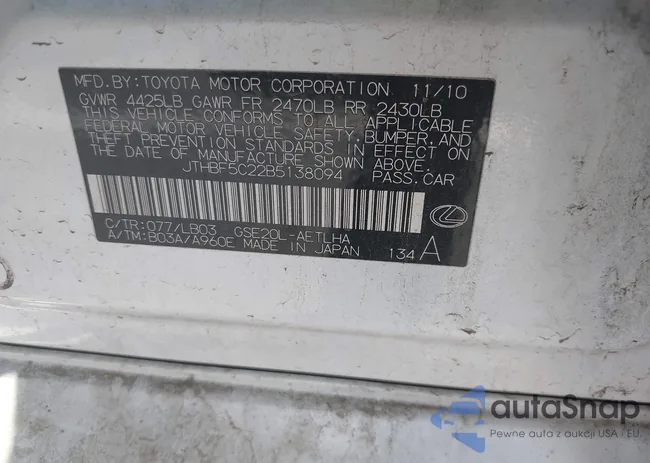 MFD.BY:TOYOTA MOTOR CORPORATION 11/10
GVWR 4425LB GAWR FR 2470LB RR 2430LB
THIS VEHICLE CONFORMS TO ALL APPLICABLE
FEDERAL MOTOR VEHICLE SAFETY, BUMPER, AND
THEFT PREVENTION STANDARDS IN EFFECT ON
THE DATE OF MANUFACTURE SHOWN ABOVE.
JTHBF5C22B5138094 PASS.CAR
C/TR:077/LB03 GSE20L-AETLHA
A/TM:B03A/A960E MADE IN JAPAN 134 A
autaSnap
Pewne auta z aukcji USA i EU.